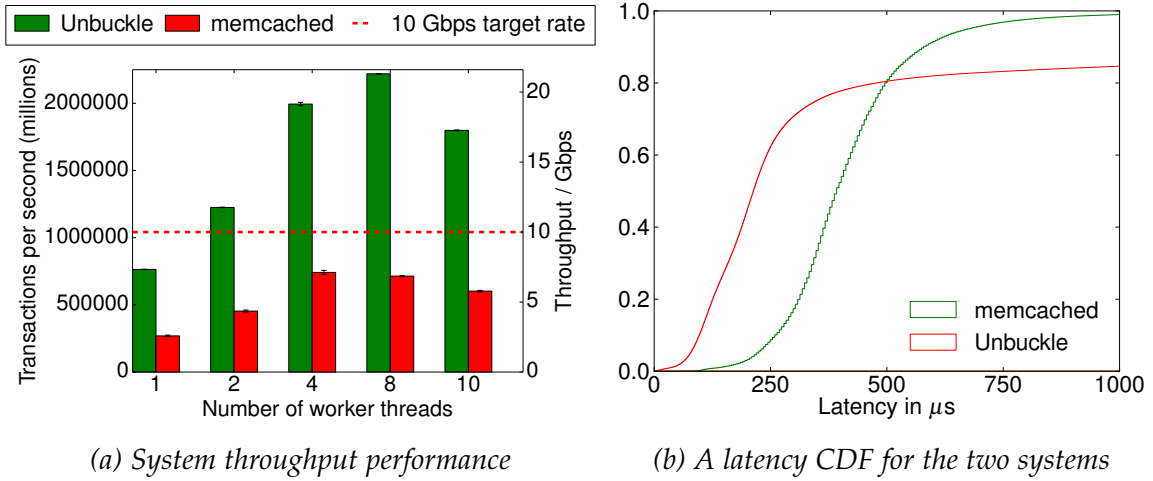 Unbuckle memcached 10 Gbps target rate
Transactions per second (millions)
2000000
1500000
1000000
500000
0
20
15
10
5
0
Throughput / Gbps
1 2 4 8 10
Number of worker threads
(a) System throughput performance
1.0
0.8
0.6
0.4
0.2
0.0
memcached
Unbuckle
0 250 500 750 1000
Latency in μs
(b) A latency CDF for the two systems